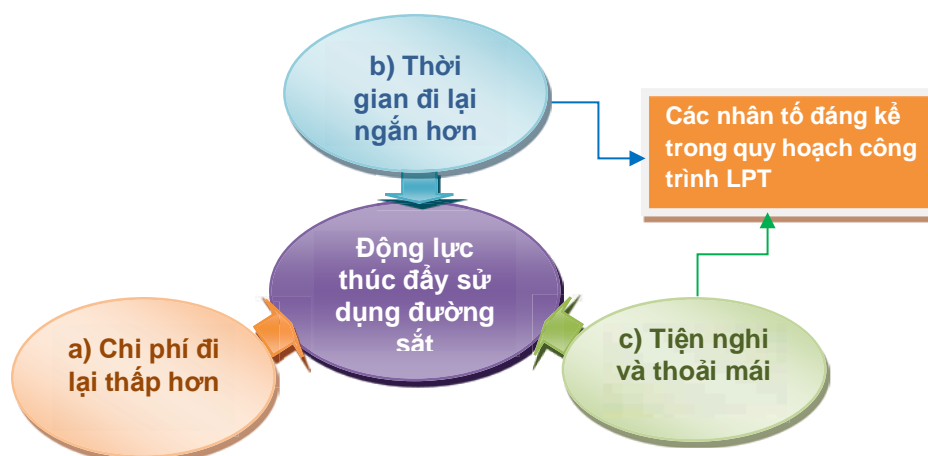 b) Thời
gian đi lại
ngắn hơn
Các nhân tố đáng kể
trong quy hoạch công
trình LPT
Động lực
thúc đẩy sử
dụng đường
sắt
a) Chi phí đi
lại thấp hơn
c) Tiện nghi
và thoải mái